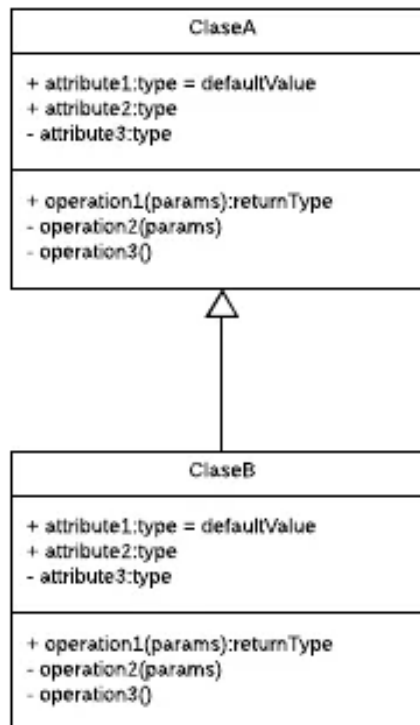 ClaseA
+ attribute1:type = defaultValue
+ attribute2:type
- attribute3:type
+ operation1(params):returnType
- operation2(params)
- operation3()
ClaseB
+ attribute1:type = defaultValue
+ attribute2:type
- attribute3:type
+ operation1(params):returnType
- operation2(params)
- operation3()